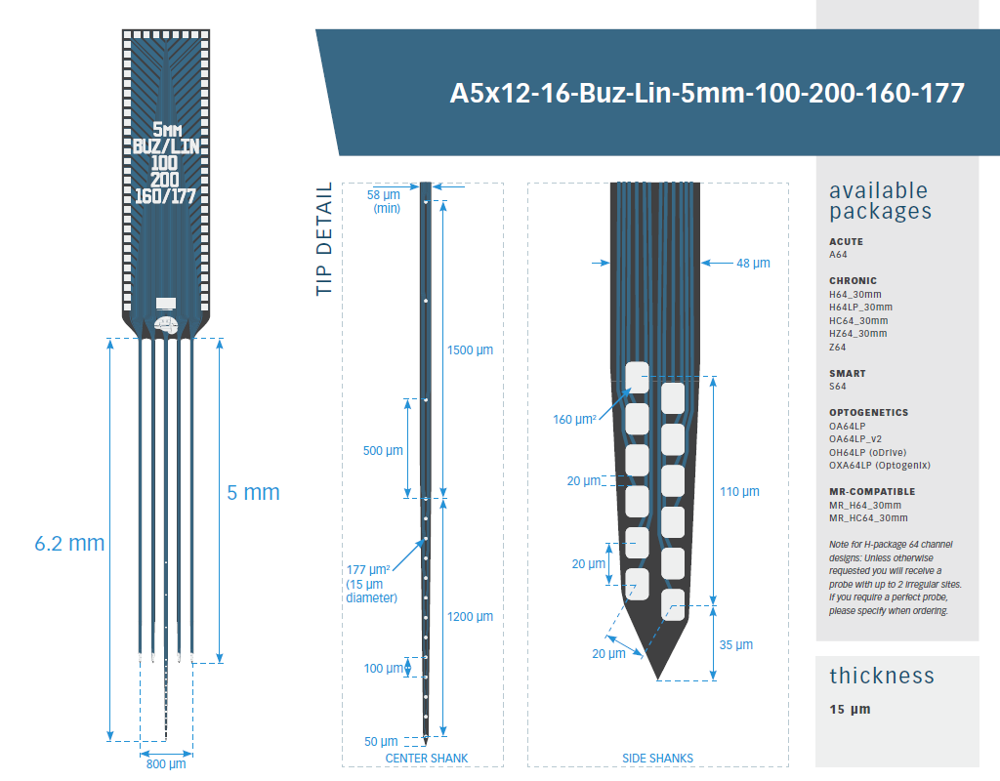 A5x12-16-Buz-Lin-5mm-100-200-160-177
5MM
BUZ/LIN
100
200
160/177
6.2 mm
5 mm
800 µm
TIP DETAIL
58 µm
(min)
1500 µm
500 µm
177 µm²
(15 µm
diameter)
1200 µm
100 µm
50 µm
CENTER SHANK
48 µm
160 µm²
20 µm
110 µm
20 µm
20 µm
35 µm
SIDE SHANKS
available
packages
ACUTE
A64
CHRONIC
H64_30mm
H64LP_30mm
HC64_30mm
HZ64_30mm
Z64
SMART
S64
OPTOGENETICS
OA64LP
OA64LP_v2
OH64LP (oDrive)
OXA64LP (Optogenix)
MR-COMPATIBLE
MR_H64_30mm
MR_HC64_30mm
Note for H-package 64 channel
designs: Unless otherwise
requested you will receive a
probe with up to 2 irregular sites.
If you require a perfect probe,
please specify when ordering.
thickness
15 µm